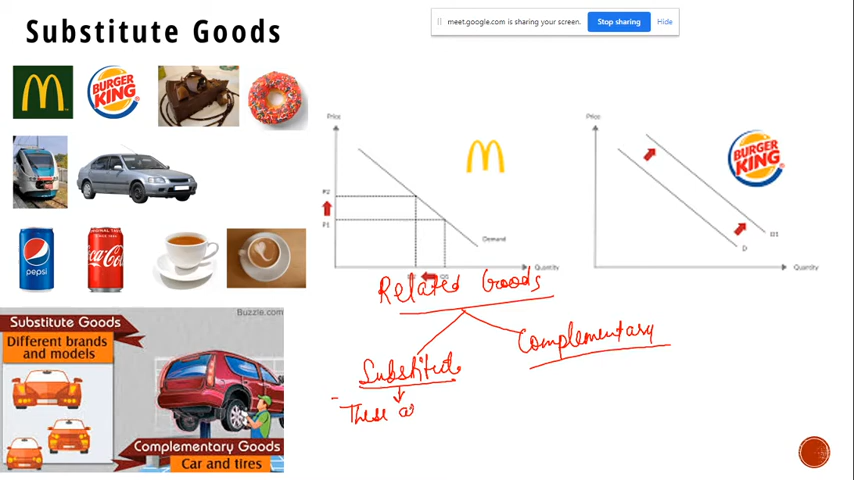 Substitute Goods
meet.google.com is sharing your screen.
Stop sharing
Hide
BURGER
KING
Price
P2
P1
Demand
Quantity
Price
BURGER
KING
D1
D
Quantity
pepsi
Coca-Cola
Related Goods
Substitute
Complementary
These a
Buzzle.com
Substitute Goods
Different brands
and models
Complementary Goods
Car and tires